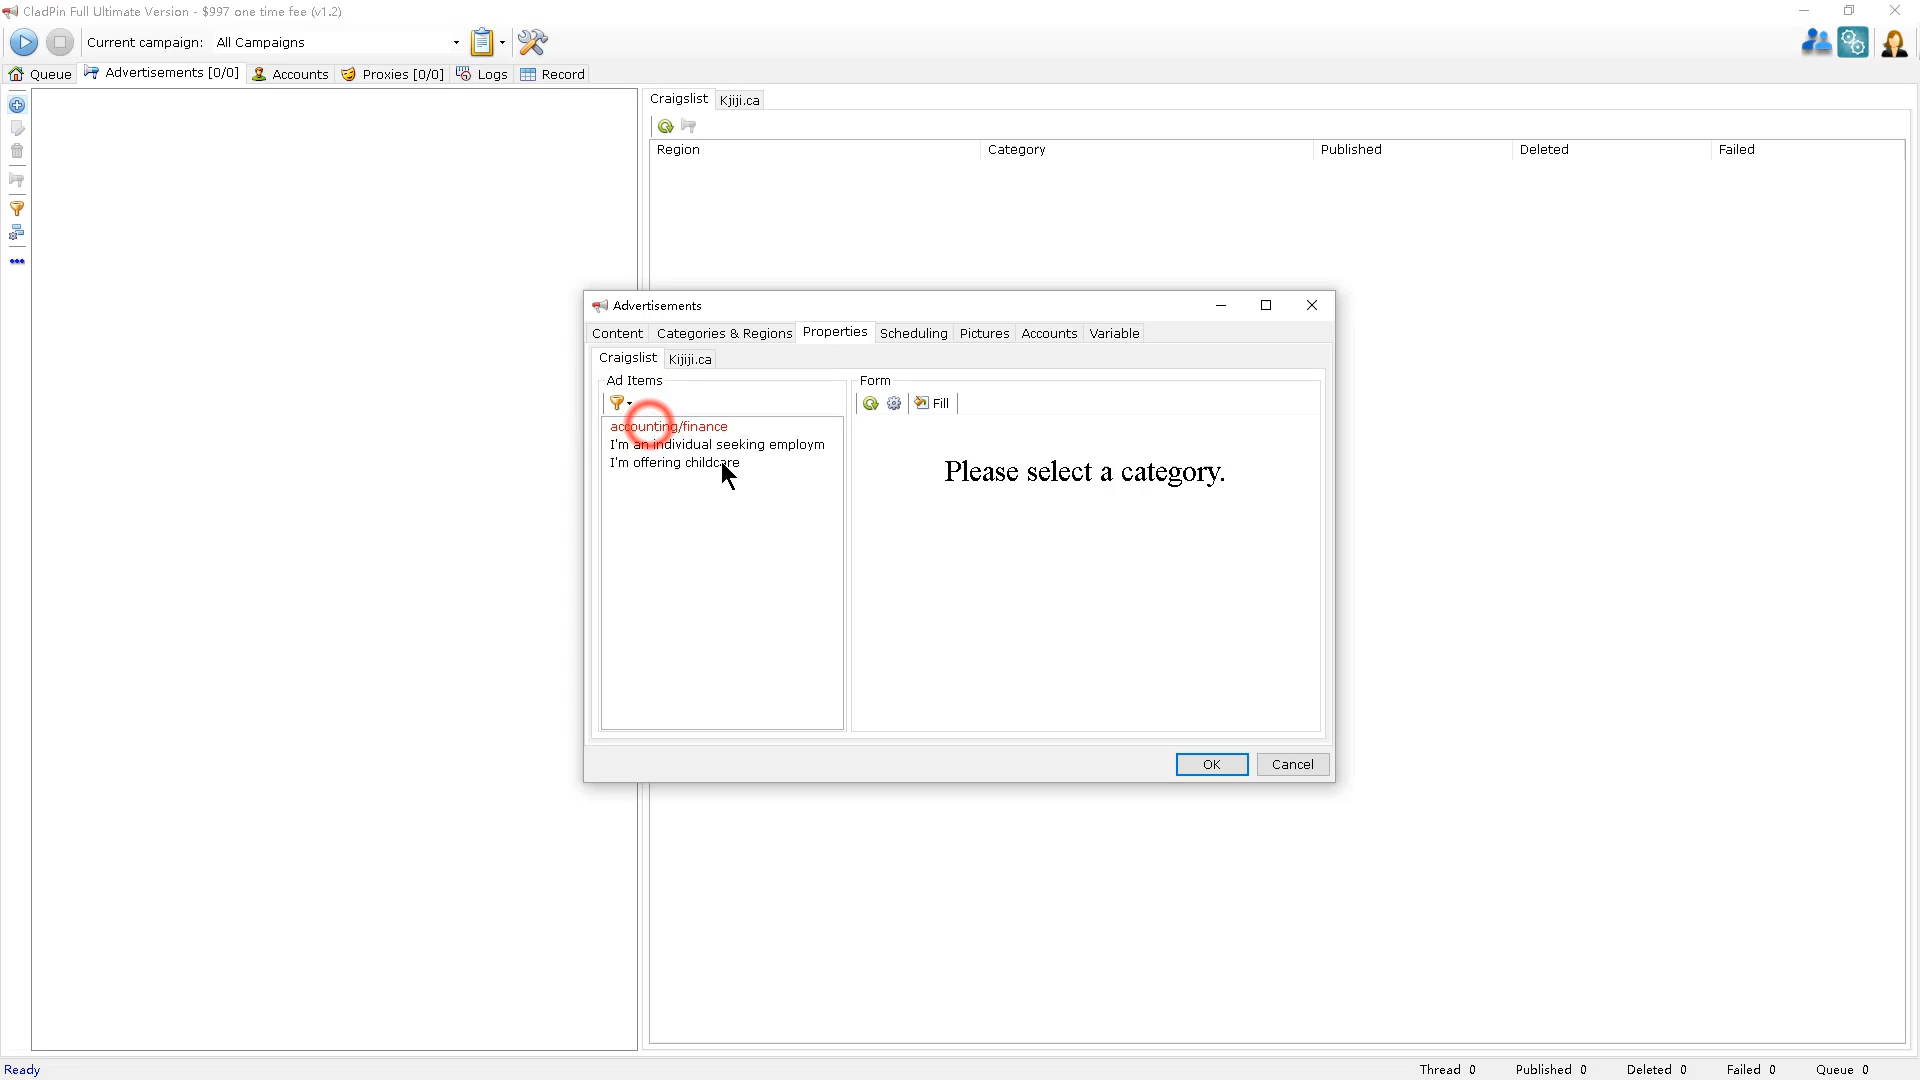 CladPin Full Ultimate Version - $997 one time fee (v1.2)
Current campaign: All Campaigns
Queue Advertisements [0/0] Accounts Proxies [0/0] Logs Record
Craigslist Kjiji.ca
Region Category Published Deleted Failed
Advertisements
Content Categories & Regions Properties Scheduling Pictures Accounts Variable
Craigslist Kijiji.ca
Ad Items
Form
Fill
accounting/finance
I'm an individual seeking employm
I'm offering childcare
Please select a category.
OK Cancel
Ready Thread 0 Published 0 Deleted 0 Failed 0 Queue 0